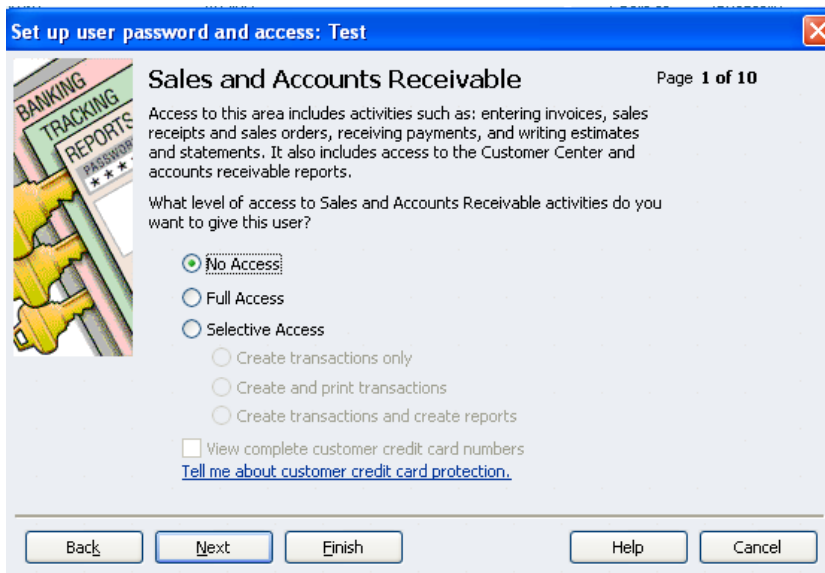 Set up user password and access: Test
BANKING
TRACKING
REPORTS
****
Sales and Accounts Receivable
Page 1 of 10
Access to this area includes activities such as: entering invoices, sales
receipts and sales orders, receiving payments, and writing estimates
and statements. It also includes access to the Customer Center and
accounts receivable reports.
What level of access to Sales and Accounts Receivable activities do you
want to give this user?
No Access
Full Access
Selective Access
Create transactions only
Create and print transactions
Create transactions and create reports
View complete customer credit card numbers
Tell me about customer credit card protection.
Back
Next
Finish
Help
Cancel